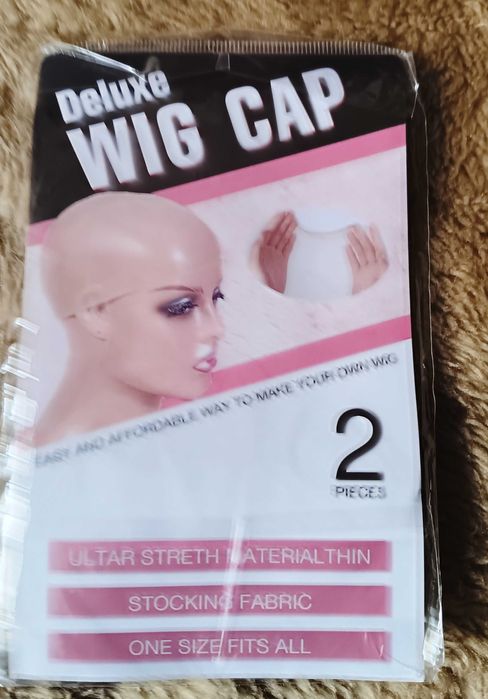 Deluxe
WIG CAP
EASY AND AFFORDABLE WAY TO MAKE YOUR OWN WIG
2
PIECES
ULTAR STRETH MATERIALTHIN
STOCKING FABRIC
ONE SIZE FITS ALL